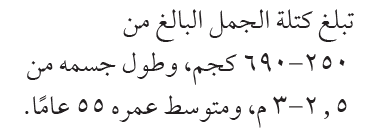 تبلغ كتلة الجمل البالغ من
٢٥٠–٦٩٠ كجم، وطول جسمه من
٢,٥–٣ م، ومتوسط عمره ٥٥ عامًا.